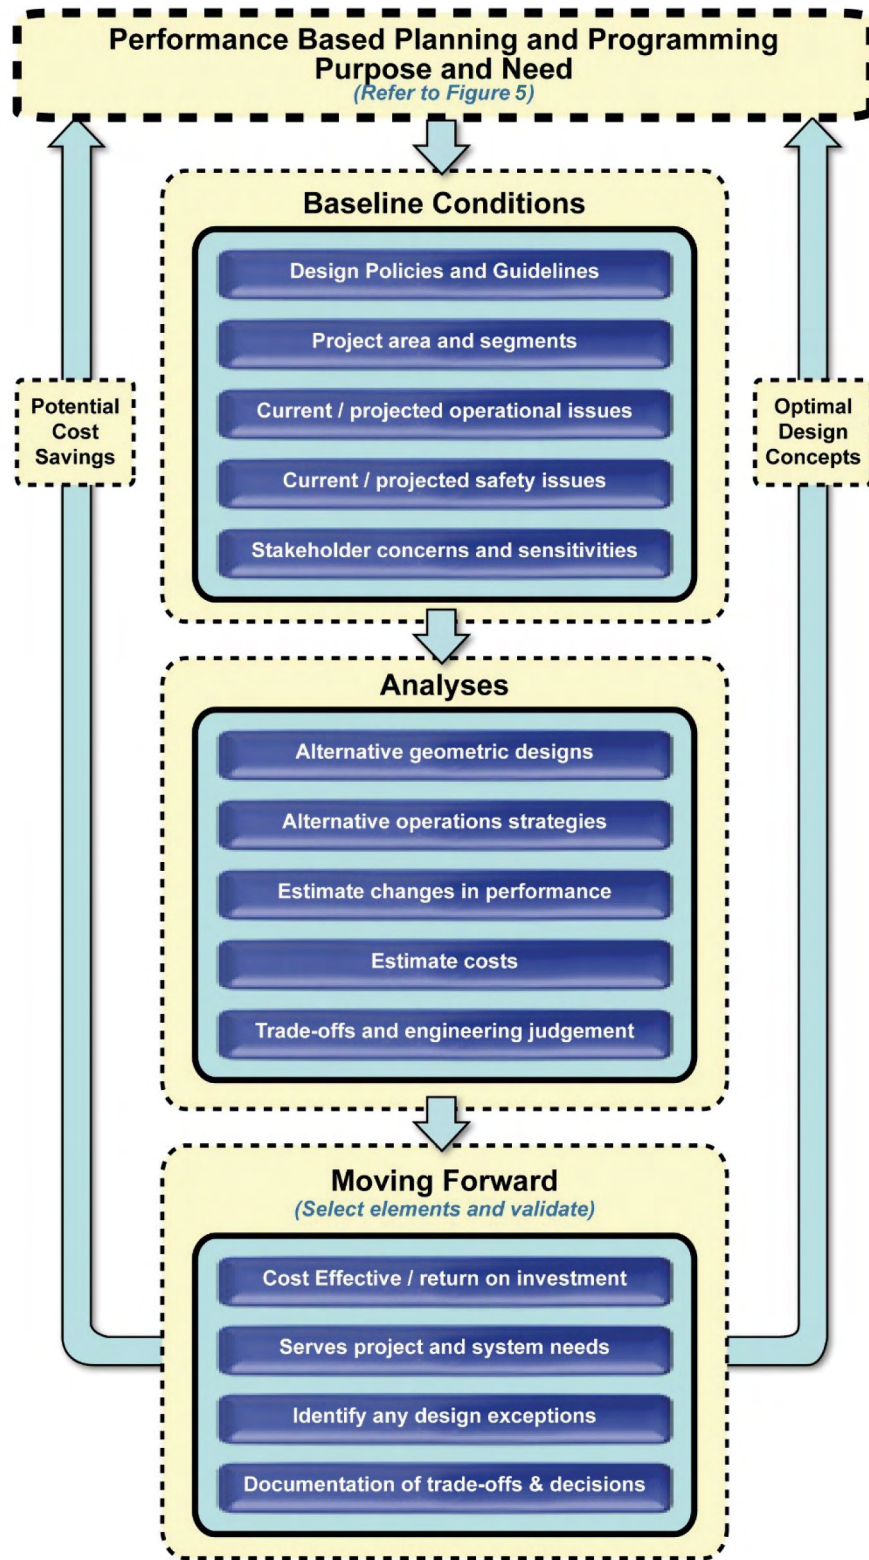 Performance Based Planning and Programming
Purpose and Need
(Refer to Figure 5)
Baseline Conditions
Design Policies and Guidelines
Project area and segments
Current / projected operational issues
Current / projected safety issues
Stakeholder concerns and sensitivities
Potential
Cost
Savings
Optimal
Design
Concepts
Analyses
Alternative geometric designs
Alternative operations strategies
Estimate changes in performance
Estimate costs
Trade-offs and engineering judgement
Moving Forward
(Select elements and validate)
Cost Effective / return on investment
Serves project and system needs
Identify any design exceptions
Documentation of trade-offs & decisions